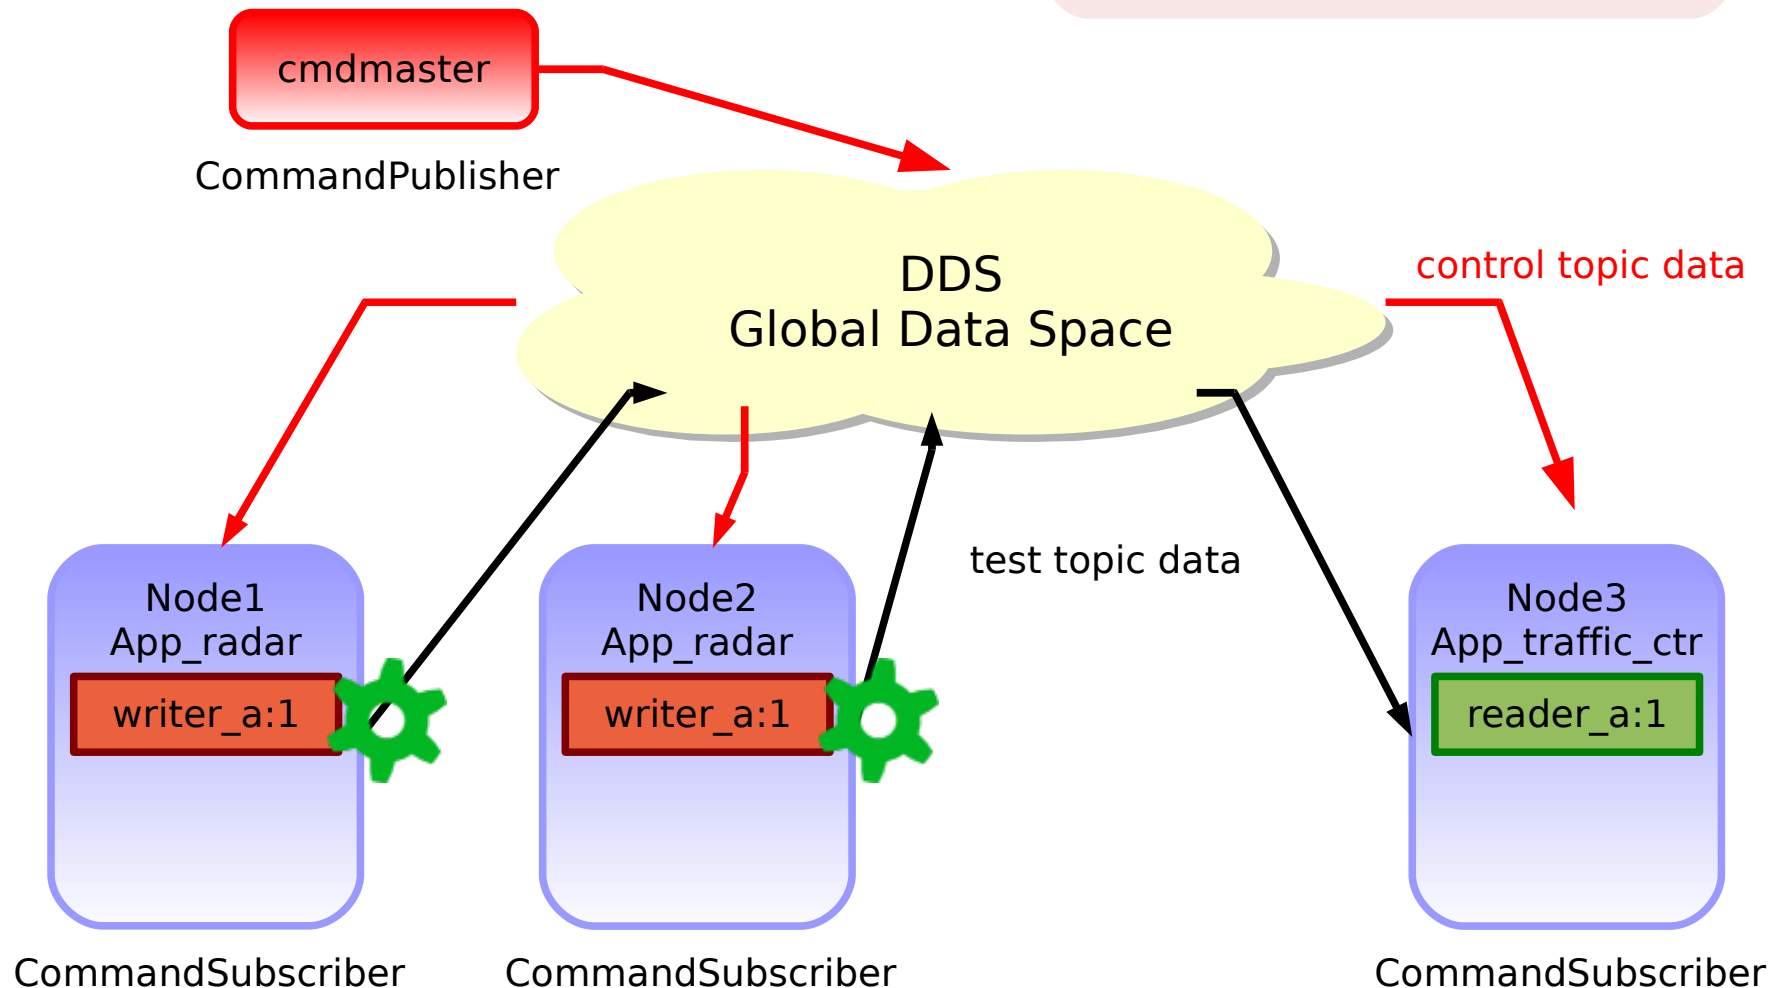 cmdmaster
CommandPublisher
DDS
Global Data Space
control topic data
test topic data
Node1
App_radar
writer_a:1
CommandSubscriber
Node2
App_radar
writer_a:1
CommandSubscriber
Node3
App_traffic_ctr
reader_a:1
CommandSubscriber